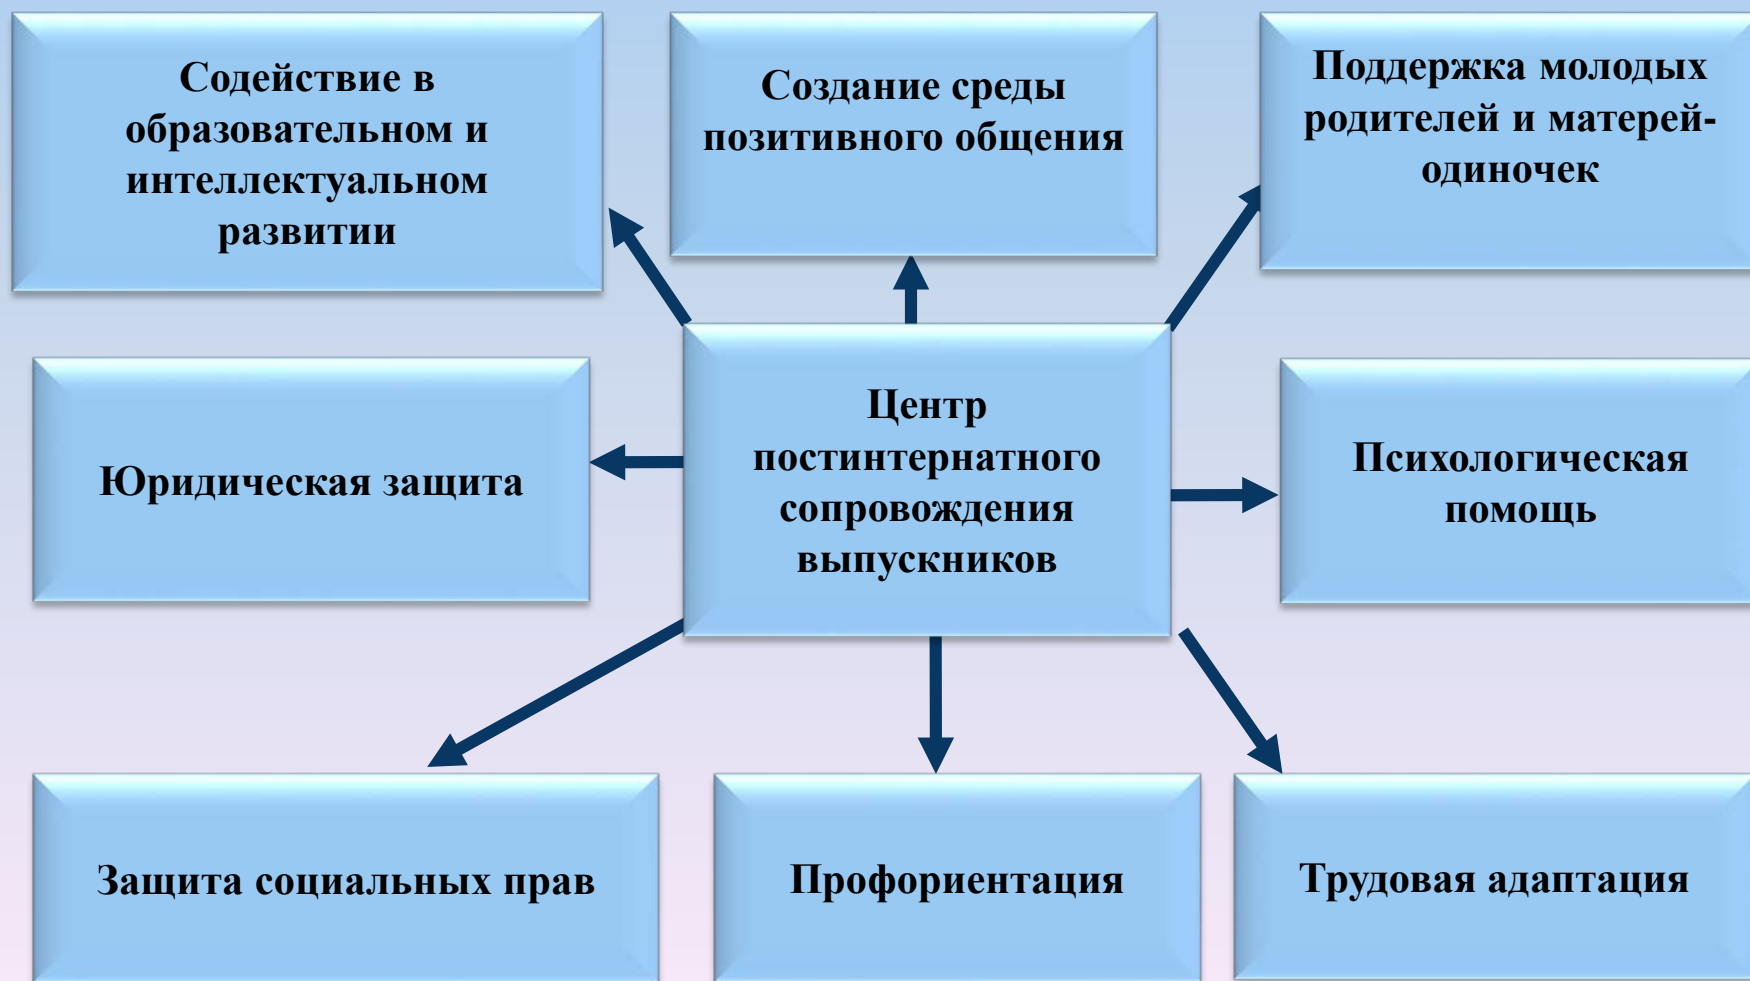 Содействие в
образовательном и
интеллектуальном
развитии
Создание среды
позитивного общения
Поддержка молодых
родителей и матерей-
одиночек
Юридическая защита
Центр
постинтернатного
сопровождения
выпускников
Психологическая
помощь
Защита социальных прав
Профориентация
Трудовая адаптация